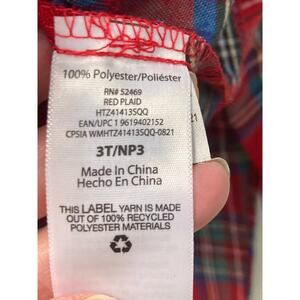 100% Polyester/Poliéster
RN# 52469
RED PLAID
HTZ41413SQQ
EAN/UPC 1 9619402152
CPSIA WMHTZ41413SQQ-0821
3T/NP3
Made In China
Hecho En China
THIS LABEL YARN IS MADE
OUT OF 100% RECYCLED
POLYESTER MATERIALS
21